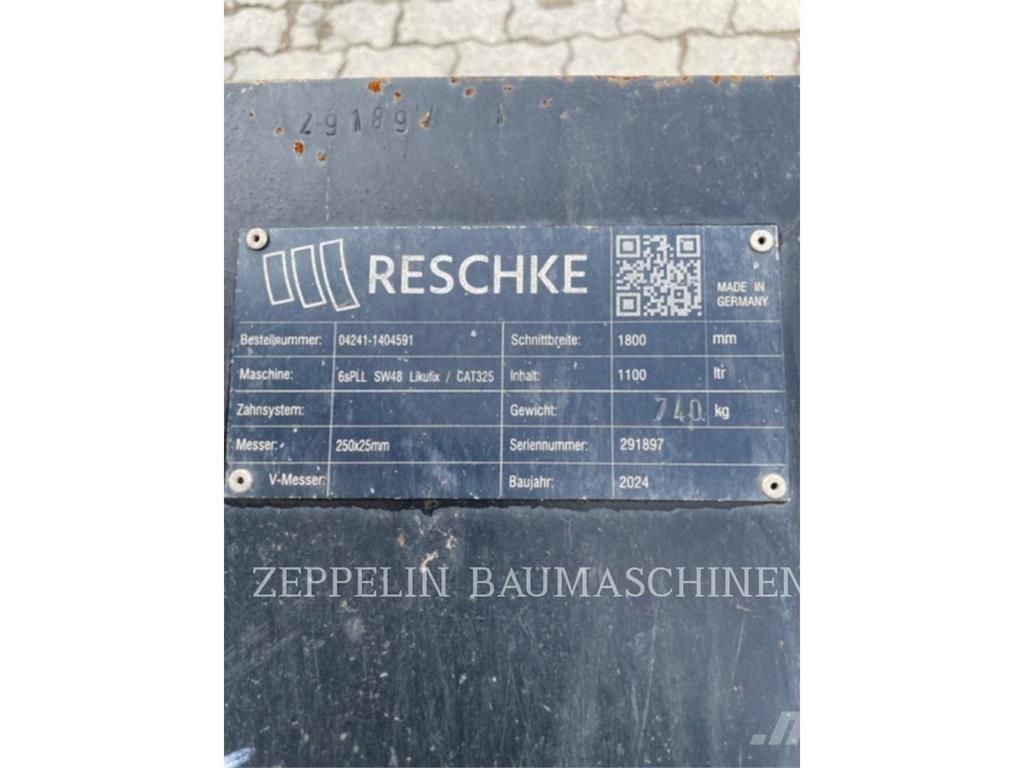 29189
RESCHKE
MADE IN
GERMANY
Bestellnummer: 04241-1404591 Schnittbreite: 1800 mm
Maschine: 6sPLL SW48 Likufix / CAT325 Inhalt: 1100 ltr
Zahnsystem: Gewicht: 740 kg
Messer: 250x25mm Seriennummer: 291897
V-Messer: Baujahr: 2024
ZEPPELIN BAUMASCHINEN